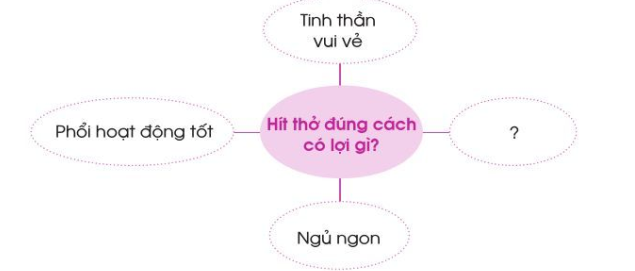 Tinh thần
vui vẻ
Phổi hoạt động tốt
Hít thở đúng cách
có lợi gì?
?
Ngủ ngon